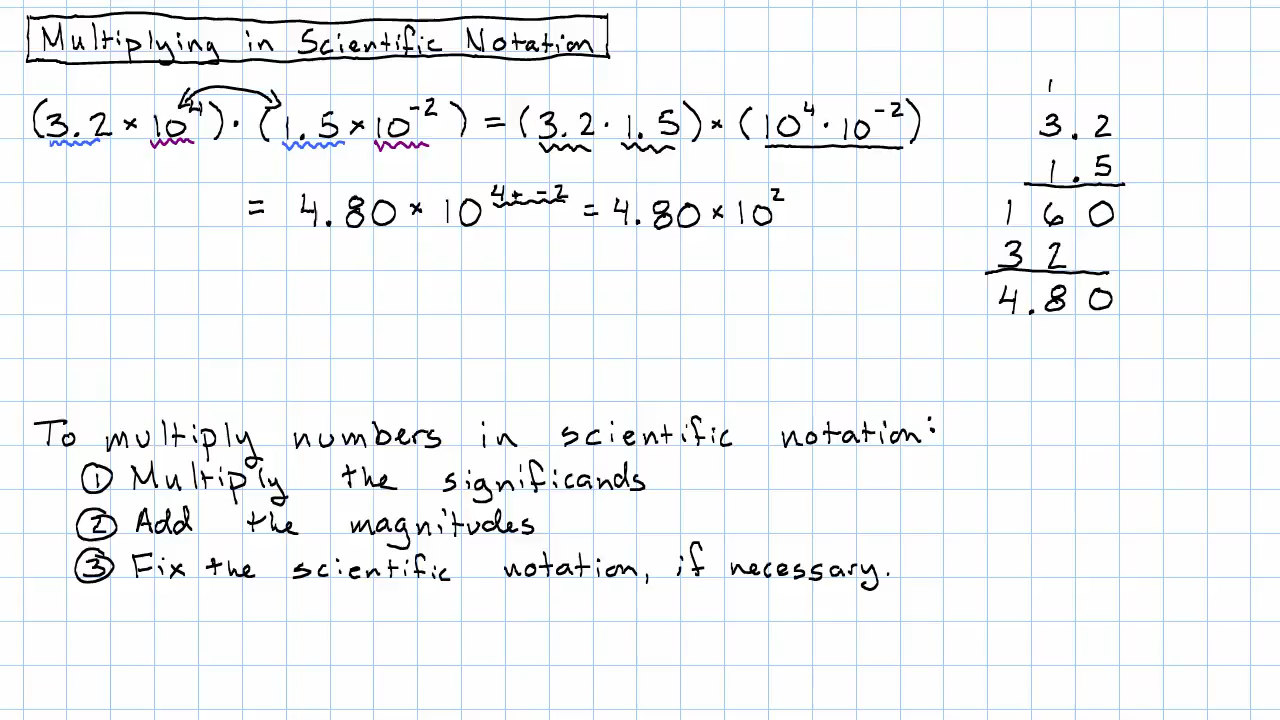 Multiplying in Scientific Notation
(3.2 × 10⁴) · (1.5 × 10⁻²) = (3.2 · 1.5) × (10⁴ · 10⁻²)
= 4.80 × 10⁴⁺⁻² = 4.80 × 10²
1
3.2
1.5
160
32
4.80
To multiply numbers in scientific notation:
① Multiply the significands
② Add the magnitudes
③ Fix the scientific notation, if necessary.